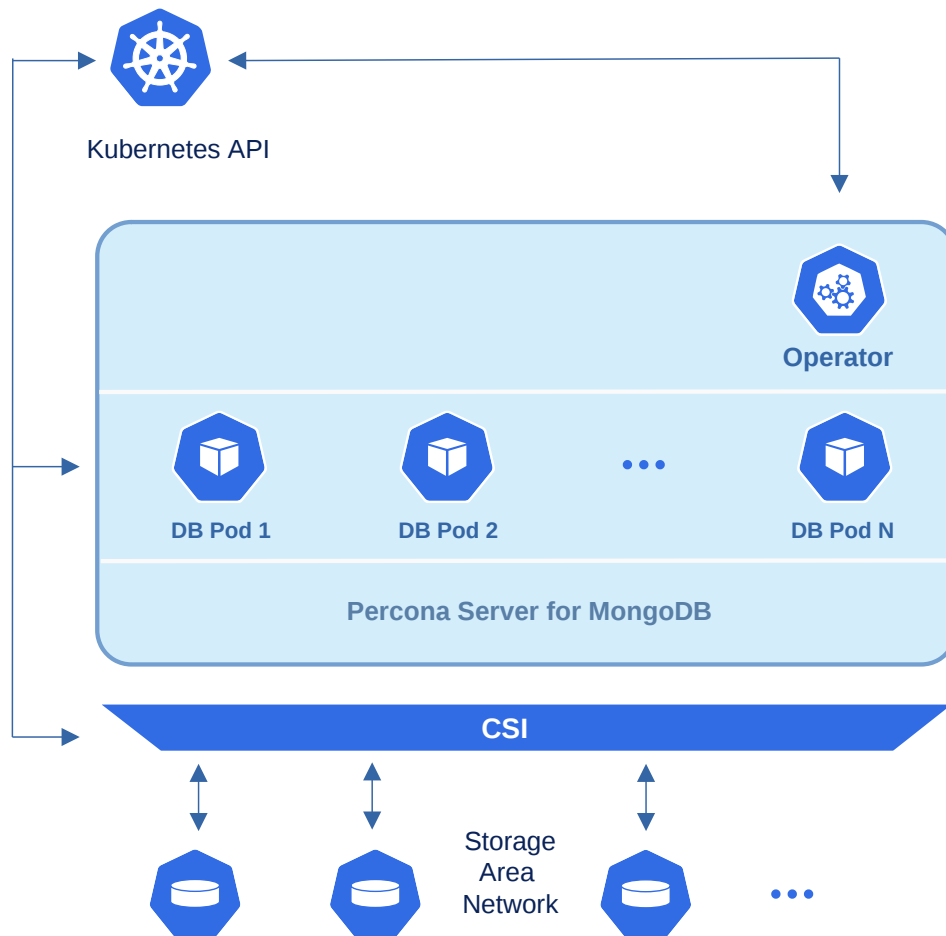 Kubernetes API
Operator
DB Pod 1
DB Pod 2
DB Pod N
Percona Server for MongoDB
CSI
Storage
Area
Network